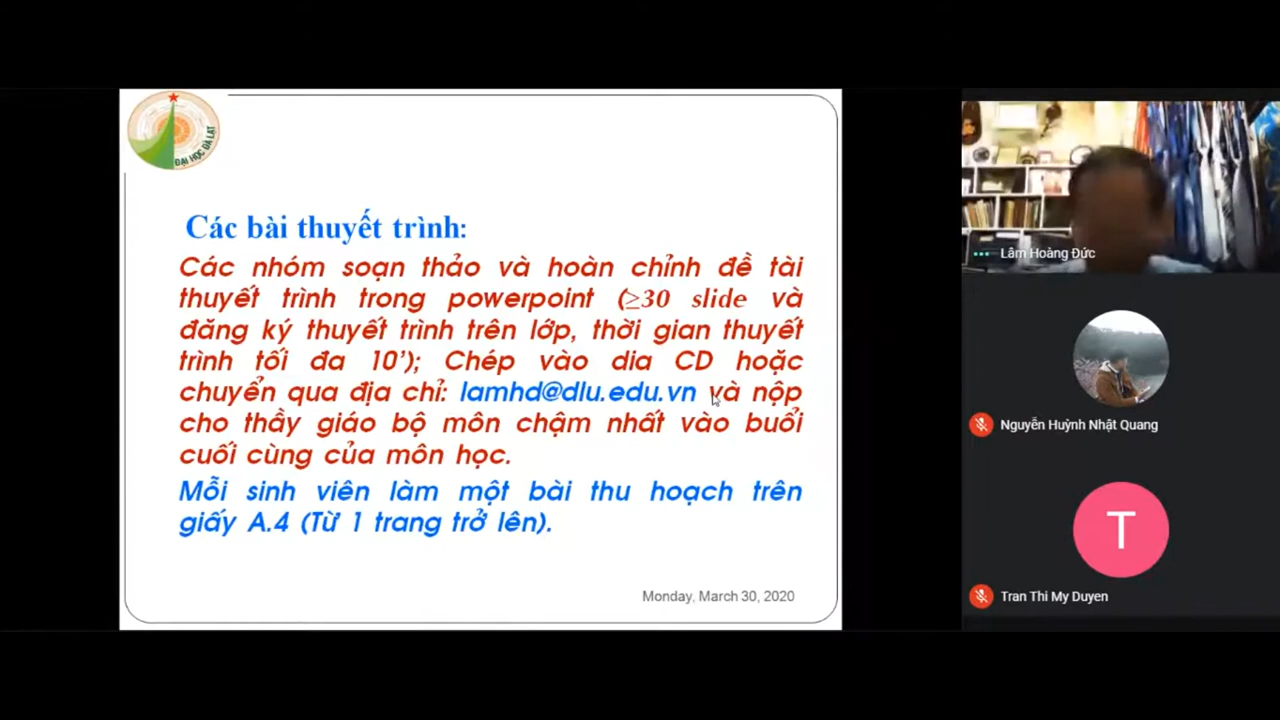 ĐẠI HỌC ĐÀ LẠT
Các bài thuyết trình:
Các nhóm soạn thảo và hoàn chỉnh đề tài
thuyết trình trong powerpoint (≥30 slide và
đăng ký thuyết trình trên lớp, thời gian thuyết
trình tối đa 10’); Chép vào dia CD hoặc
chuyển qua địa chỉ: lamhd@dlu.edu.vn và nộp
cho thầy giáo bộ môn chậm nhất vào buổi
cuối cùng của môn học.
Mỗi sinh viên làm một bài thu hoạch trên
giấy A.4 (Từ 1 trang trở lên).
Monday, March 30, 2020
Lâm Hoàng Đức
Nguyễn Huỳnh Nhật Quang
T
Tran Thi My Duyen